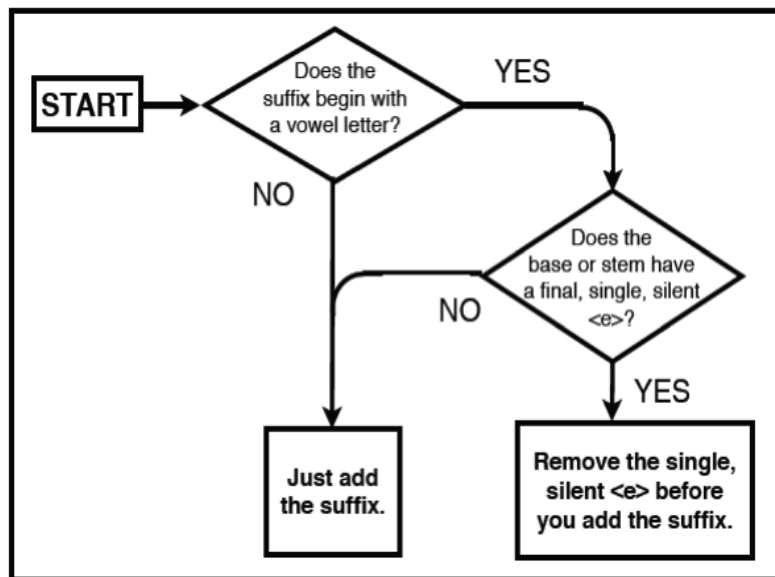 START
Does the
suffix begin with
a vowel letter?
YES
NO
Does the
base or stem have
a final, single, silent
<e>?
NO
YES
Just add
the suffix.
Remove the single,
silent <e> before
you add the suffix.